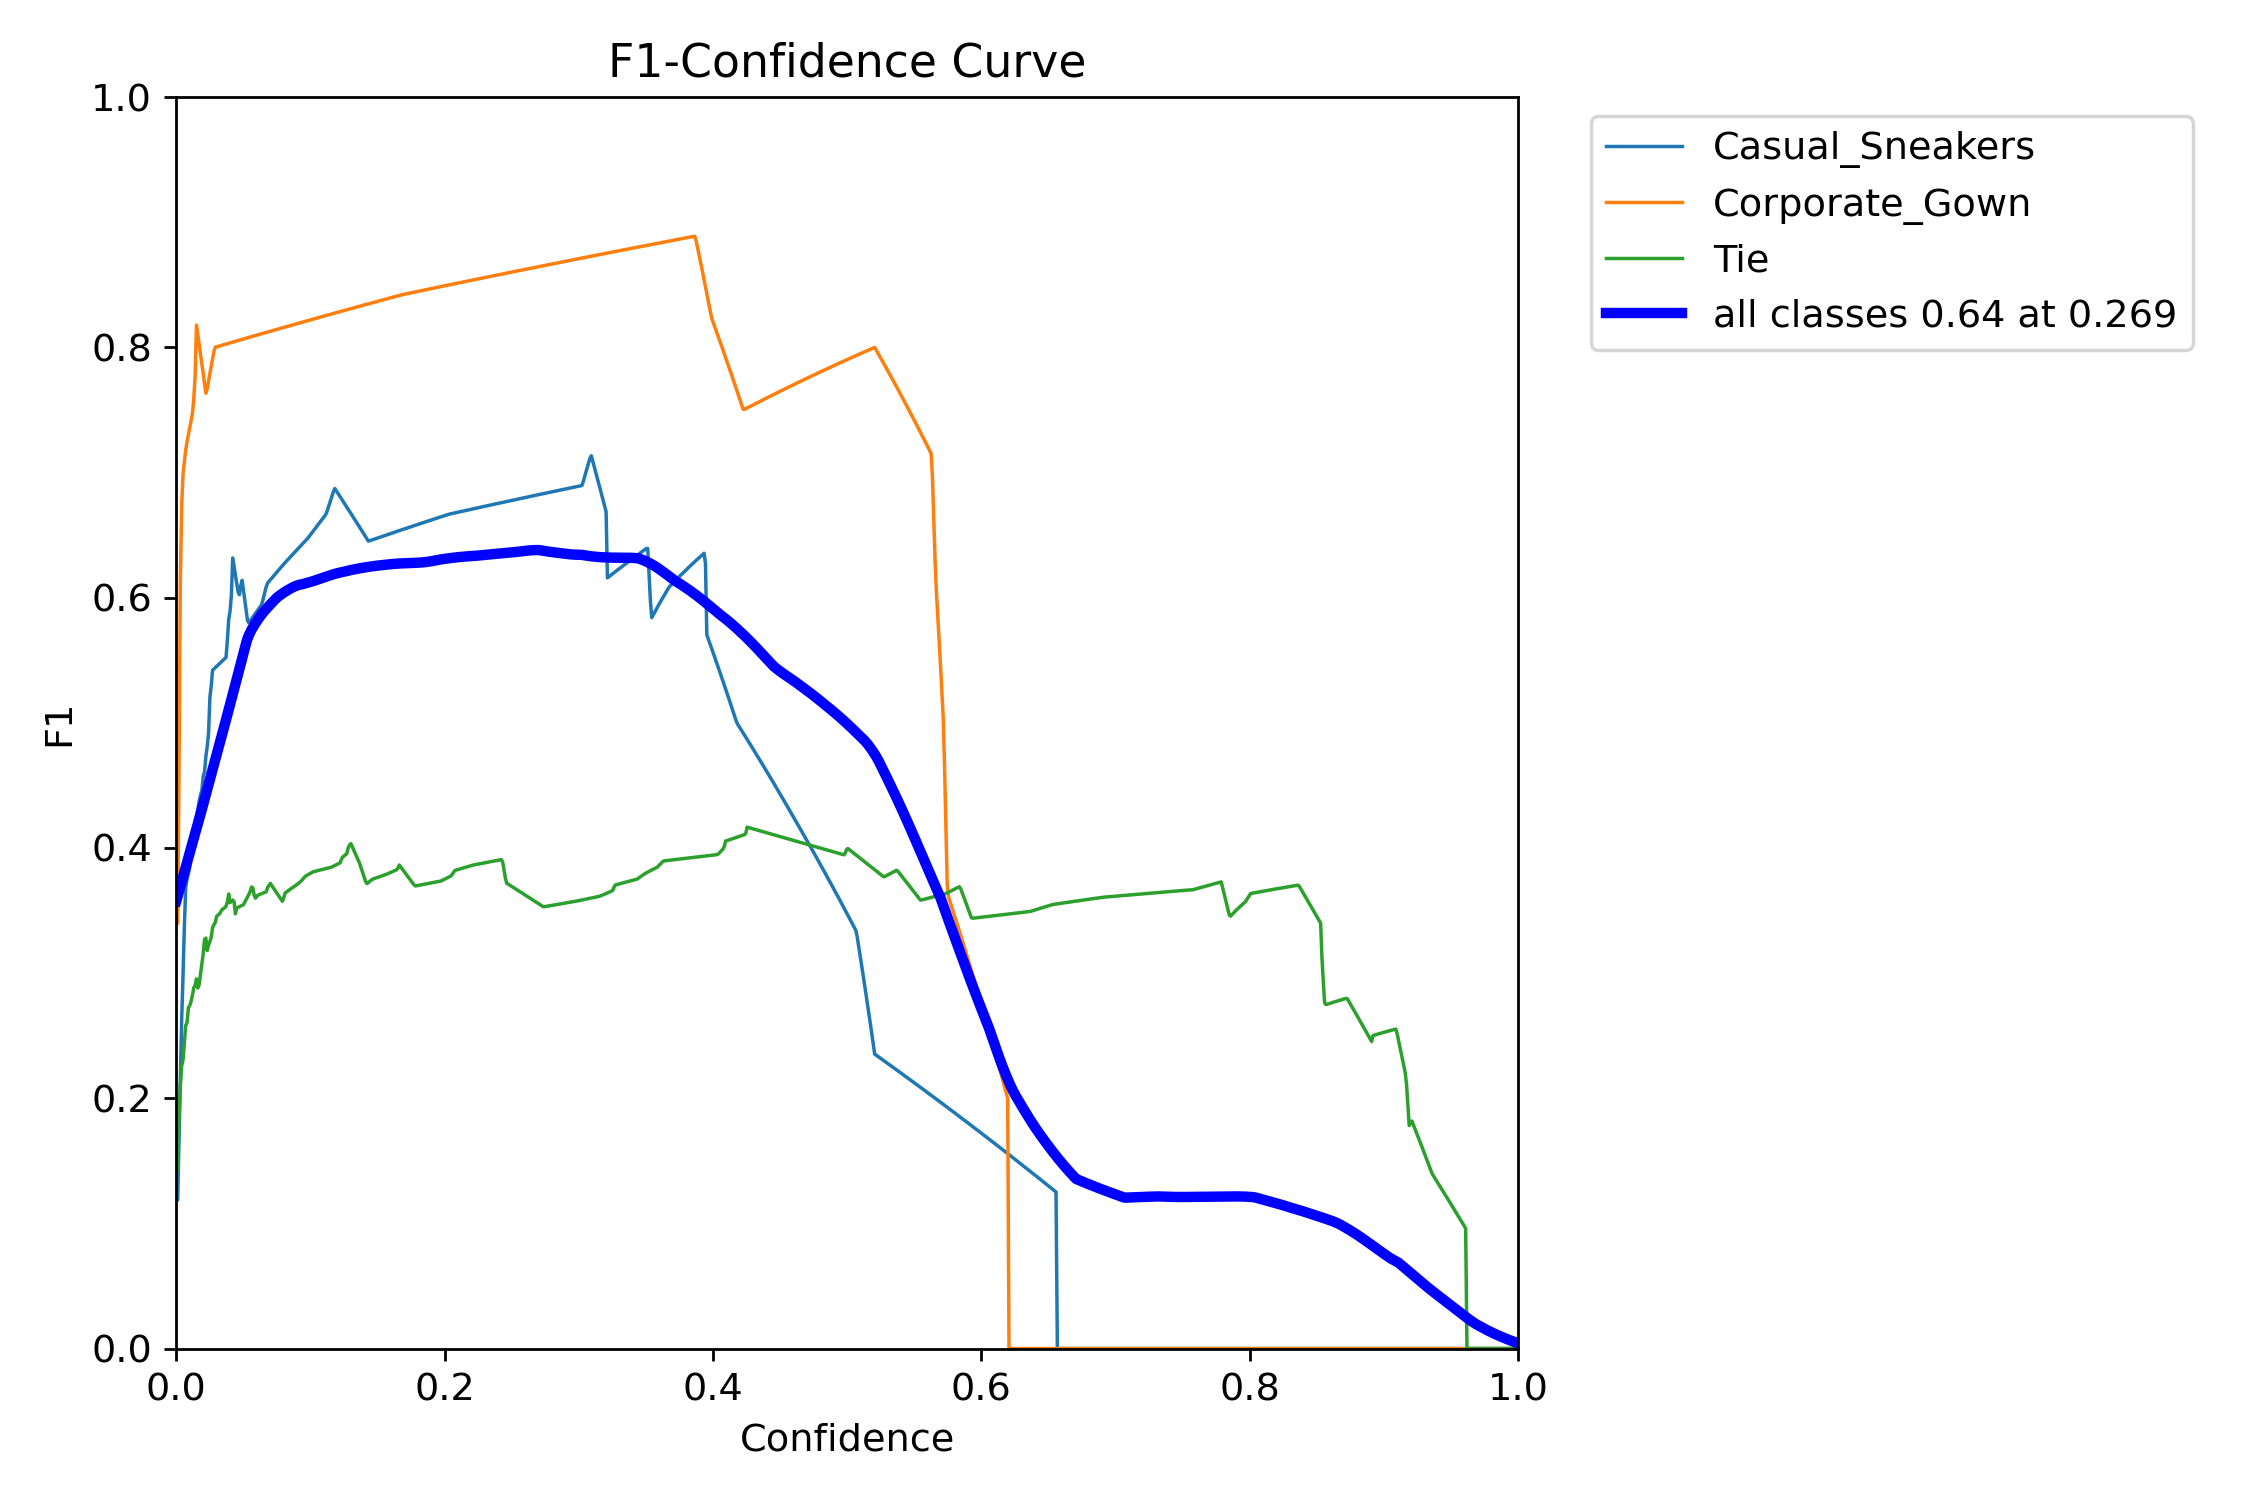 F1-Confidence Curve
1.0
0.8
0.6
0.4
0.2
0.0
F1
0.0 0.2 0.4 0.6 0.8 1.0
Confidence
Casual_Sneakers
Corporate_Gown
Tie
all classes 0.64 at 0.269